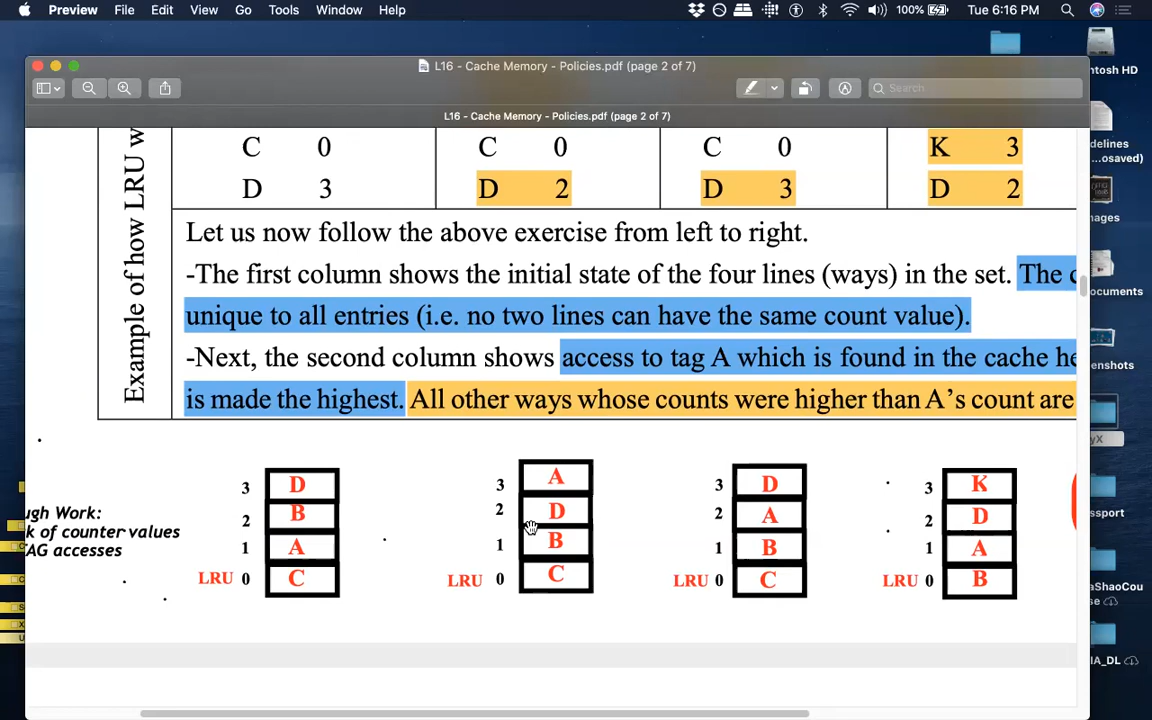 Preview File Edit View Go Tools Window Help 100% Tue 6:16 PM
L16 - Cache Memory - Policies.pdf (page 2 of 7)
Search
L16 - Cache Memory - Policies.pdf (page 2 of 7)
Example of how LRU w
C 0 C 0 C 0 K 3
D 3 D 2 D 3 D 2
Let us now follow the above exercise from left to right.
-The first column shows the initial state of the four lines (ways) in the set. The c
unique to all entries (i.e. no two lines can have the same count value).
-Next, the second column shows access to tag A which is found in the cache he
is made the highest. All other ways whose counts were higher than A's count are
ugh Work:
k of counter values
TAG accesses
3 D
2 B
1 A
LRU 0 C
3 A
2 D
1 B
LRU 0 C
3 D
2 A
1 B
LRU 0 C
3 K
2 D
1 A
LRU 0 B
ntosh HD
delines
...osaved)
nages
ocuments
eenshots
yX
ssport
aShaoCou
se
IA_DL